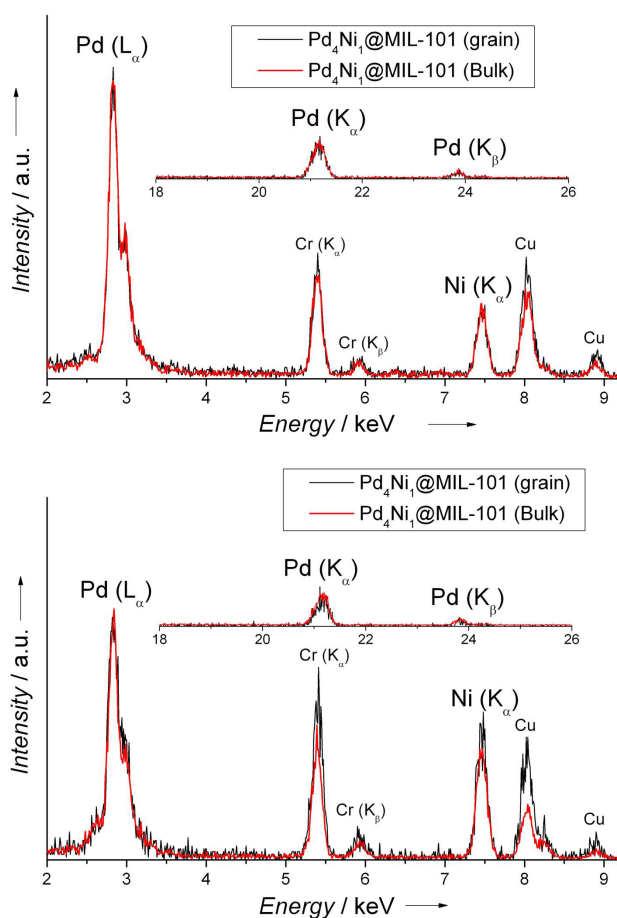 Pd₄Ni₁@MIL-101 (grain)
Pd₄Ni₁@MIL-101 (Bulk)
Pd (Lα)
Pd (Kα)
Pd (Kβ)
18 20 22 24 26
Cr (Kα)
Cr (Kβ)
Ni (Kα)
Cu
Cu
Intensity / a.u.
2 3 4 5 6 7 8 9
Energy / keV
Pd₄Ni₁@MIL-101 (grain)
Pd₄Ni₁@MIL-101 (Bulk)
Pd (Lα)
Pd (Kα)
Pd (Kβ)
18 20 22 24 26
Cr (Kα)
Cr (Kβ)
Ni (Kα)
Cu
Cu
Intensity / a.u.
2 3 4 5 6 7 8 9
Energy / keV